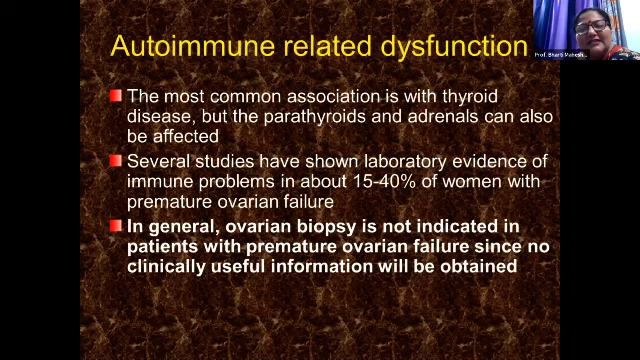 Autoimmune related dysfunction
Prof. Bharti Mahesh...
The most common association is with thyroid
disease, but the parathyroids and adrenals can also
be affected
Several studies have shown laboratory evidence of
immune problems in about 15-40% of women with
premature ovarian failure
In general, ovarian biopsy is not indicated in
patients with premature ovarian failure since no
clinically useful information will be obtained